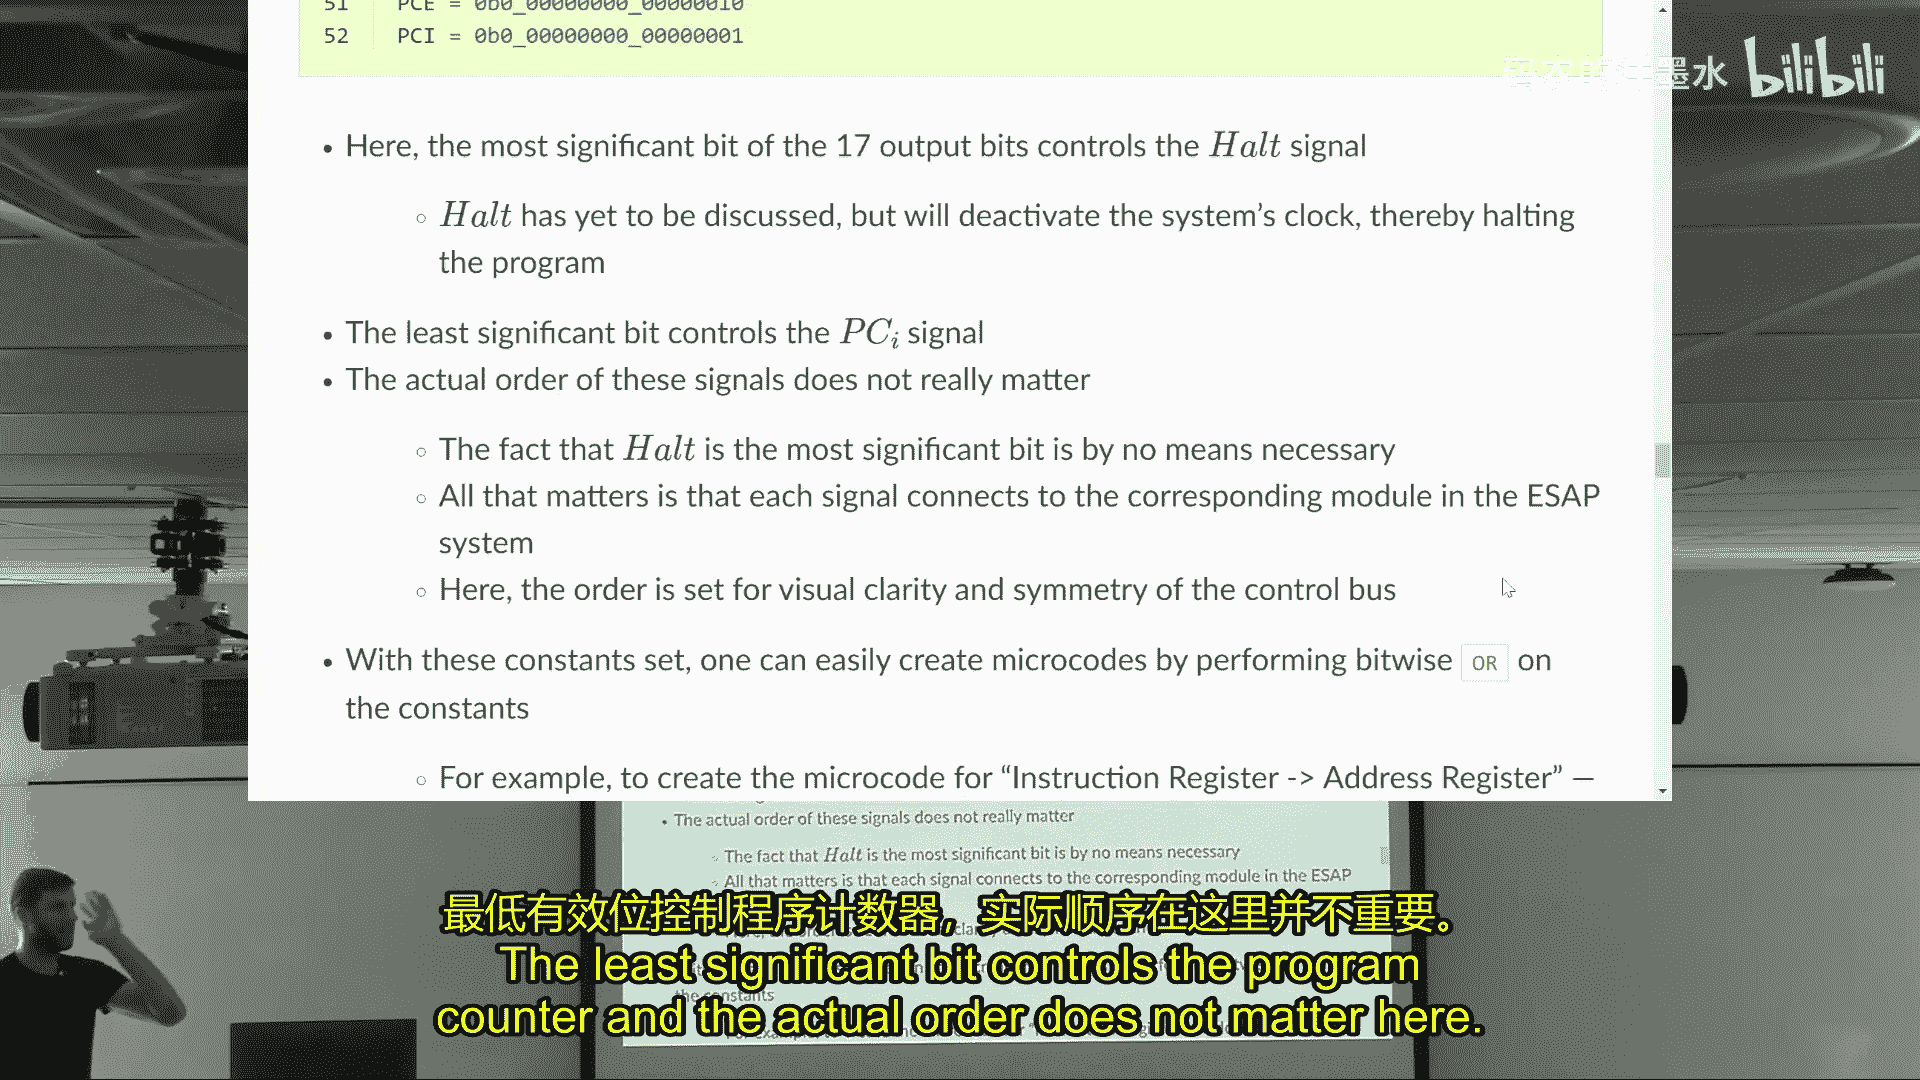 51 PCE = 0b0_00000000_00000010
52 PCI = 0b0_00000000_00000001
墨水 bilibili
• Here, the most significant bit of the 17 output bits controls the Halt signal
◦ Halt has yet to be discussed, but will deactivate the system’s clock, thereby halting
the program
• The least significant bit controls the PCᵢ signal
• The actual order of these signals does not really matter
◦ The fact that Halt is the most significant bit is by no means necessary
◦ All that matters is that each signal connects to the corresponding module in the ESAP
system
◦ Here, the order is set for visual clarity and symmetry of the control bus
• With these constants set, one can easily create microcodes by performing bitwise OR on
the constants
◦ For example, to create the microcode for “Instruction Register -> Address Register” —
• The actual order of these signals does not really matter
◦ The fact that Halt is the most significant bit is by no means necessary
◦ All that matters is that each signal connects to the corresponding module in the ESAP
最低有效位控制程序计数器，实际顺序在这里并不重要。
The least significant bit controls the program
the constants
counter and the actual order does not matter here.